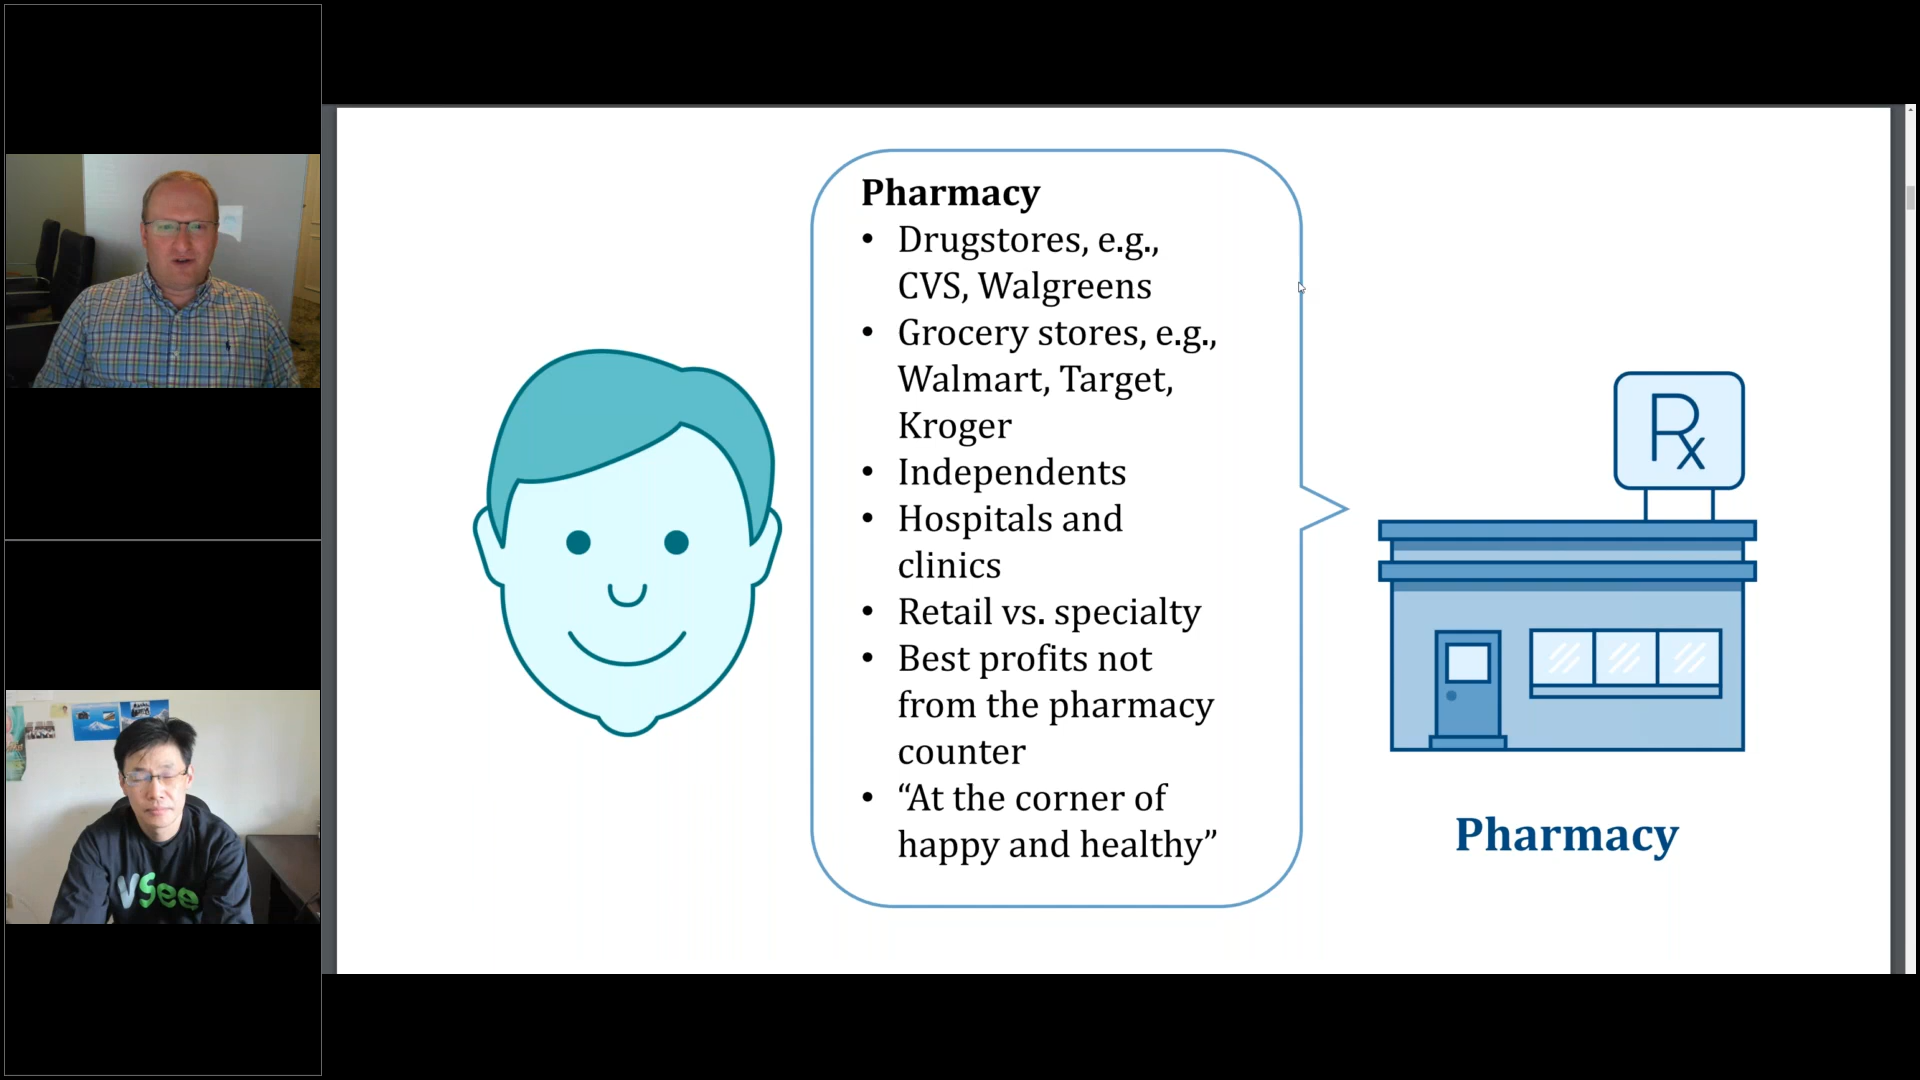 Pharmacy
• Drugstores, e.g.,
CVS, Walgreens
• Grocery stores, e.g.,
Walmart, Target,
Kroger
• Independents
• Hospitals and
clinics
• Retail vs. specialty
• Best profits not
from the pharmacy
counter
• “At the corner of
happy and healthy”
Rx
Pharmacy
vsee